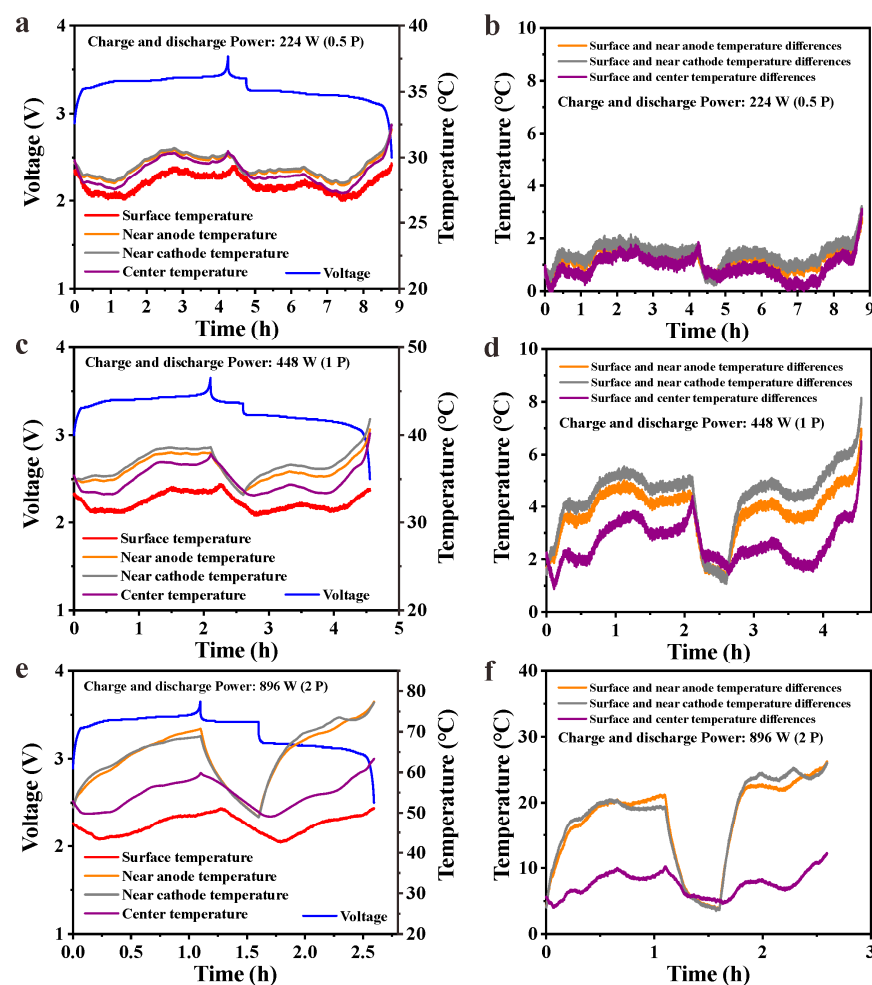 a
Charge and discharge Power: 224 W (0.5 P)
Voltage (V)
4
3
2
1
Temperature (°C)
40
35
30
25
20
Surface temperature
Near anode temperature
Near cathode temperature
Center temperature
Voltage
0 1 2 3 4 5 6 7 8 9
Time (h)
b
Surface and near anode temperature differences
Surface and near cathode temperature differences
Surface and center temperature differences
Charge and discharge Power: 224 W (0.5 P)
Temperature (°C)
10
8
6
4
2
0
0 1 2 3 4 5 6 7 8 9
Time (h)
c
Charge and discharge Power: 448 W (1 P)
Voltage (V)
4
3
2
1
Temperature (°C)
50
40
30
20
Surface temperature
Near anode temperature
Near cathode temperature
Center temperature
Voltage
0 1 2 3 4 5
Time (h)
d
Surface and near anode temperature differences
Surface and near cathode temperature differences
Surface and center temperature differences
Charge and discharge Power: 448 W (1 P)
Temperature (°C)
10
8
6
4
2
0
0 1 2 3 4
Time (h)
e
Charge and discharge Power: 896 W (2 P)
Voltage (V)
4
3
2
1
Temperature (°C)
80
70
60
50
40
30
20
Surface temperature
Near anode temperature
Near cathode temperature
Center temperature
Voltage
0.0 0.5 1.0 1.5 2.0 2.5
Time (h)
f
Surface and near anode temperature differences
Surface and near cathode temperature differences
Surface and center temperature differences
Charge and discharge Power: 896 W (2 P)
Temperature (°C)
40
30
20
10
0
0 1 2 3
Time (h)